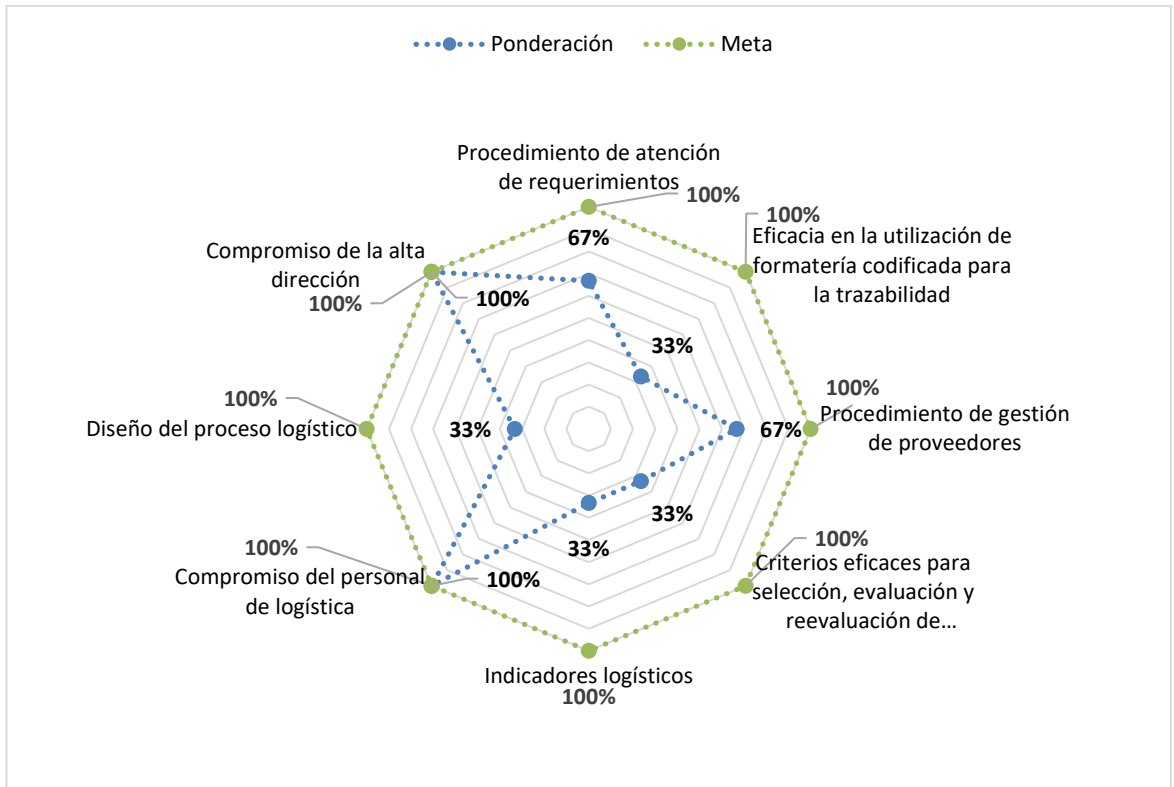 Ponderación
Meta
Procedimiento de atención
de requerimientos
100%
67%
100%
Eficacia en la utilización de
formatería codificada para
la trazabilidad
33%
100%
Procedimiento de gestión
de proveedores
67%
100%
Criterios eficaces para
selección, evaluación y
reevaluación de…
33%
33%
Indicadores logísticos
100%
100%
Compromiso del personal
de logística
100%
100%
Diseño del proceso logístico
33%
Compromiso de la alta
dirección
100%
100%